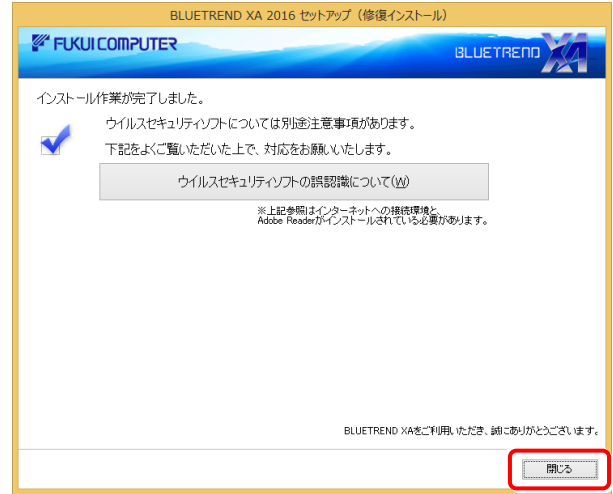 BLUETREND XA 2016 セットアップ（修復インストール）
FUKUI COMPUTER
BLUETREND XA
インストール作業が完了しました。
ウイルスセキュリティソフトについては別途注意事項があります。
下記をよくご覧いただいた上で、対応をお願いいたします。
ウイルスセキュリティソフトの誤認識について(W)
※上記参照はインターネットへの接続環境と、
Adobe Readerがインストールされている必要があります。
BLUETREND XAをご利用いただき、誠にありがとうございます。
閉じる